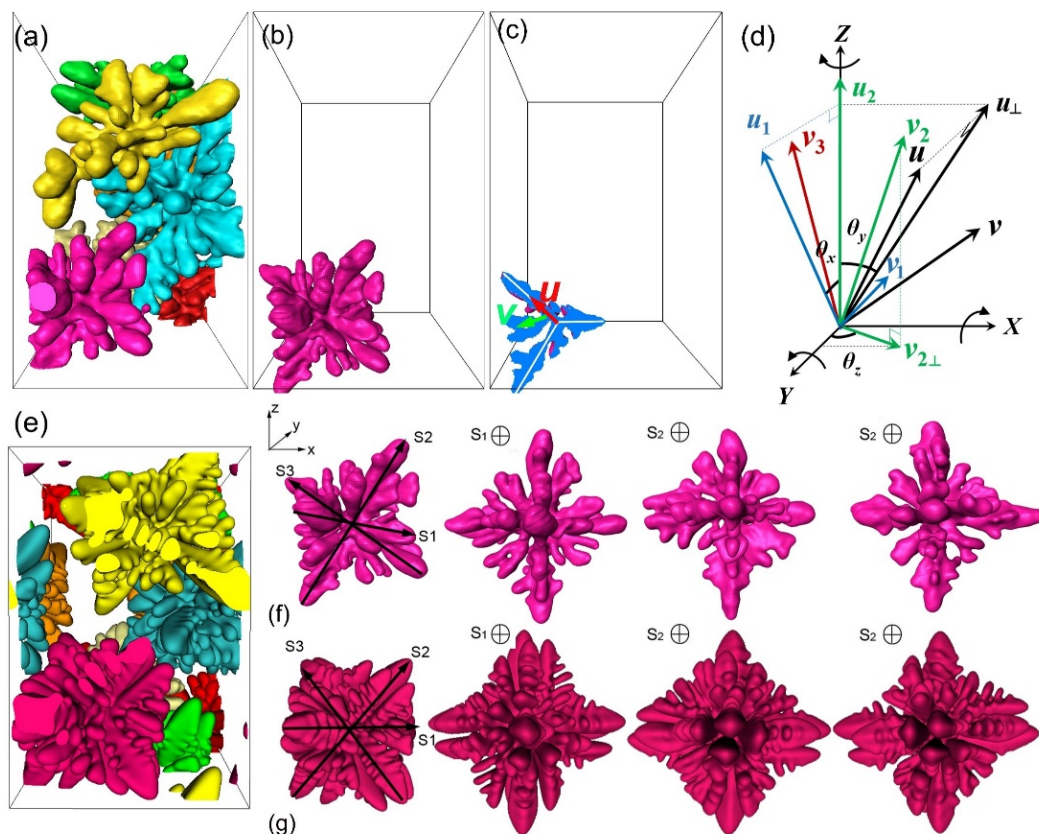 (a)
(b)
(c)
U
V
(d)
Z
u₂
u⊥
u₁
v₃
v₂
u
v
θy
θx
v₁
X
v₂⊥
θz
Y
(e)
z
y
x
S2
S3
S1
S₁ ⊕
S₂ ⊕
S₂ ⊕
(f)
S3
S2
S1
S₁ ⊕
S₂ ⊕
S₂ ⊕
(g)